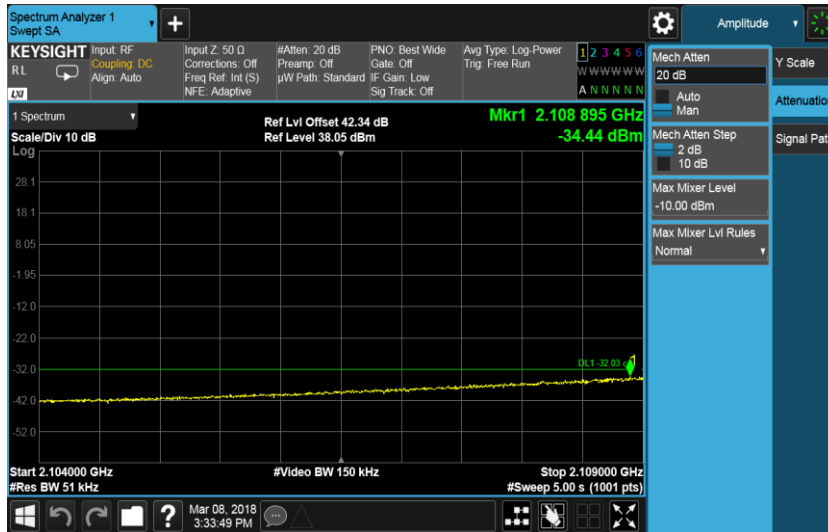 Spectrum Analyzer 1
Swept SA
Amplitude
KEYSIGHT
RL
LXI
Input: RF
Coupling: DC
Align: Auto
Input Z: 50 Ω
Corrections: Off
Freq Ref: Int (S)
NFE: Adaptive
#Atten: 20 dB
Preamp: Off
µW Path: Standard
PNO: Best Wide
Gate: Off
IF Gain: Low
Sig Track: Off
Avg Type: Log-Power
Trig: Free Run
1 2 3 4 5 6
W W W W W W
A N N N N N
1 Spectrum
Scale/Div 10 dB
Log
Ref Lvl Offset 42.34 dB
Ref Level 38.05 dBm
Mkr1 2.108 895 GHz
-34.44 dBm
28.1
18.1
8.05
-1.95
-12.0
-22.0
-32.0
-42.0
-52.0
DL1 -32.03
1
Start 2.104000 GHz
#Res BW 51 kHz
#Video BW 150 kHz
Stop 2.109000 GHz
#Sweep 5.00 s (1001 pts)
Mar 08, 2018
3:33:49 PM
?
Mech Atten
20 dB
Auto
Man
Mech Atten Step
2 dB
10 dB
Max Mixer Level
-10.00 dBm
Max Mixer Lvl Rules
Normal
Y Scale
Attenuation
Signal Pat